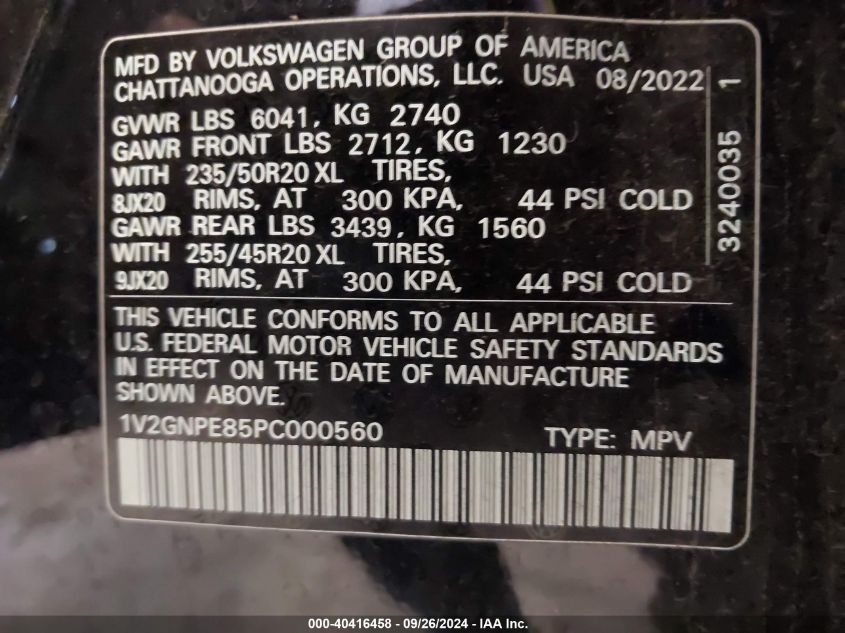 MFD BY VOLKSWAGEN GROUP OF AMERICA
CHATTANOOGA OPERATIONS, LLC. USA 08/2022
GVWR LBS 6041, KG 2740
GAWR FRONT LBS 2712, KG 1230
WITH 235/50R20 XL TIRES,
8JX20 RIMS, AT 300 KPA, 44 PSI COLD
GAWR REAR LBS 3439, KG 1560
WITH 255/45R20 XL TIRES,
9JX20 RIMS, AT 300 KPA, 44 PSI COLD
3240035 1
THIS VEHICLE CONFORMS TO ALL APPLICABLE
U.S. FEDERAL MOTOR VEHICLE SAFETY STANDARDS
IN EFFECT ON THE DATE OF MANUFACTURE
SHOWN ABOVE.
1V2GNPE85PC000560 TYPE: MPV
000-40416458 - 09/26/2024 - IAA Inc.